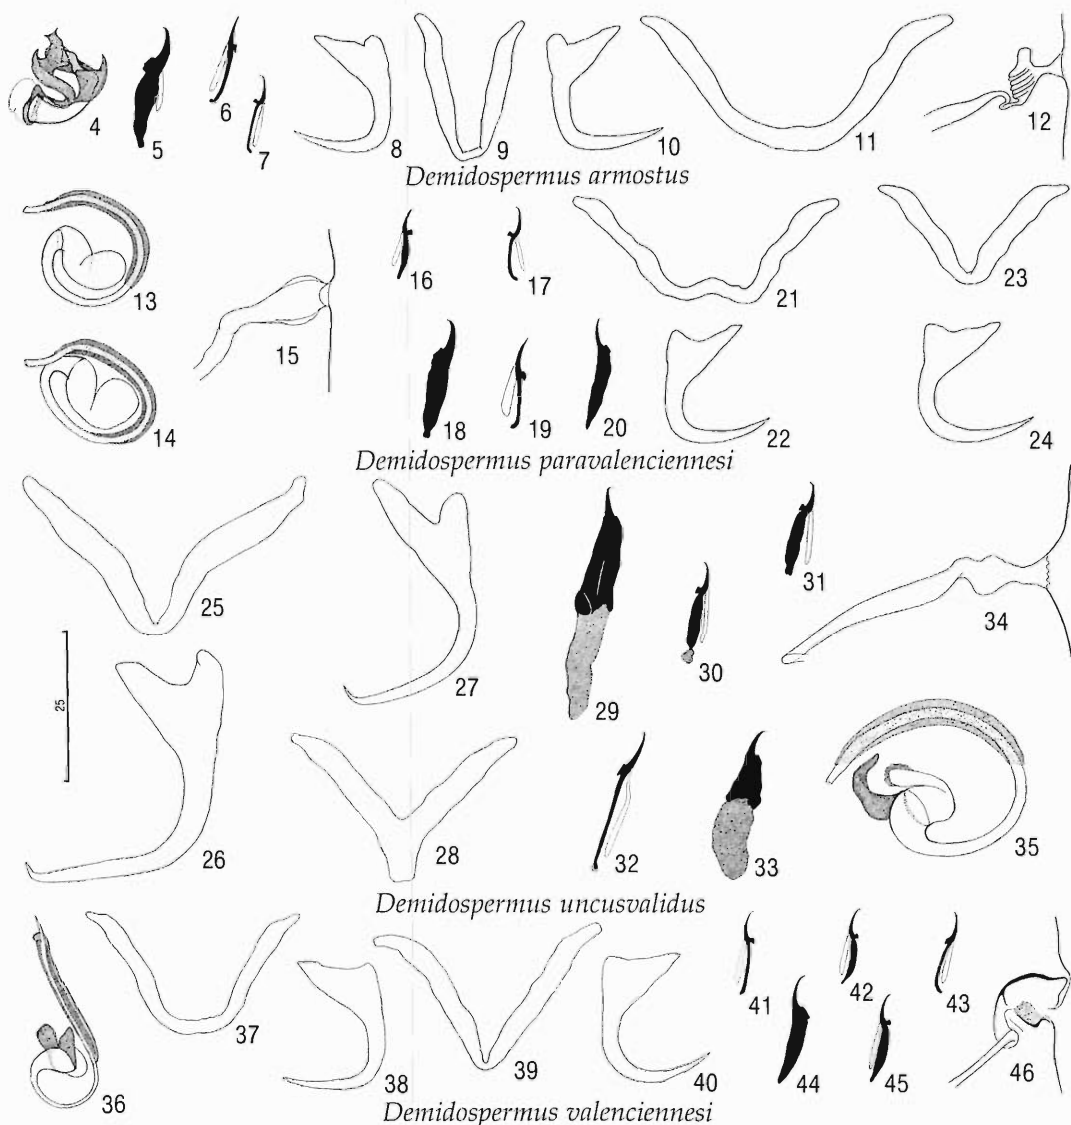 4 5 6 7 8 9 10 11 12
Demidospermus armostus
13 14 15 16 17 18 19 20 21 22 23 24
Demidospermus paravalenciennesi
25 26 27 28 29 30 31 32 33 34 35
25
Demidospermus uncusvalidus
36 37 38 39 40 41 42 43 44 45 46
Demidospermus valenciennesi